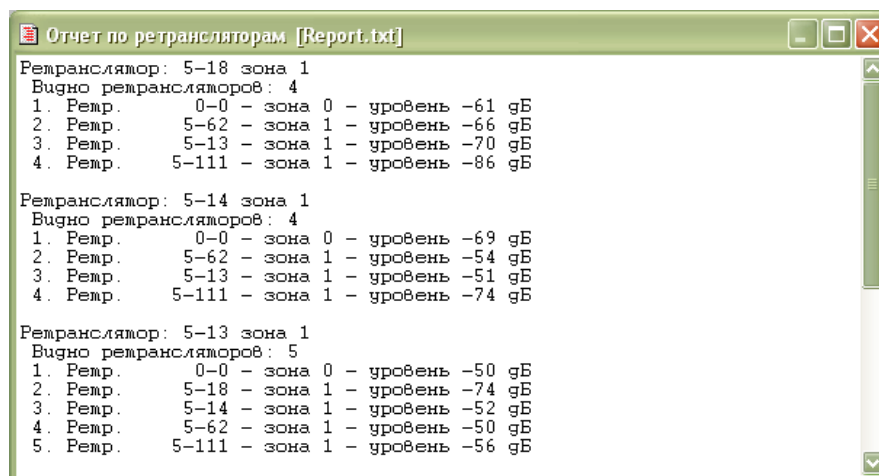 Отчет по ретрансляторам [Report.txt]
Ретранслятор: 5-18 зона 1
Видно ретрансляторов: 4
1. Ретр. 0-0 - зона 0 - уровень -61 дБ
2. Ретр. 5-62 - зона 1 - уровень -66 дБ
3. Ретр. 5-13 - зона 1 - уровень -70 дБ
4. Ретр. 5-111 - зона 1 - уровень -86 дБ
Ретранслятор: 5-14 зона 1
Видно ретрансляторов: 4
1. Ретр. 0-0 - зона 0 - уровень -69 дБ
2. Ретр. 5-62 - зона 1 - уровень -54 дБ
3. Ретр. 5-13 - зона 1 - уровень -51 дБ
4. Ретр. 5-111 - зона 1 - уровень -74 дБ
Ретранслятор: 5-13 зона 1
Видно ретрансляторов: 5
1. Ретр. 0-0 - зона 0 - уровень -50 дБ
2. Ретр. 5-18 - зона 1 - уровень -74 дБ
3. Ретр. 5-14 - зона 1 - уровень -52 дБ
4. Ретр. 5-62 - зона 1 - уровень -50 дБ
5. Ретр. 5-111 - зона 1 - уровень -56 дБ